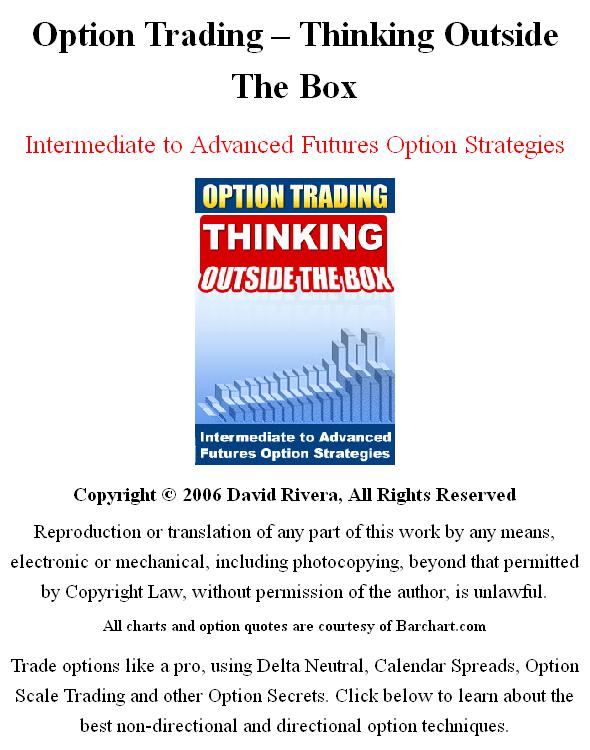 Option Trading – Thinking Outside
The Box
Intermediate to Advanced Futures Option Strategies
OPTION TRADING
THINKING
OUTSIDE THE BOX
Intermediate to Advanced
Futures Option Strategies
Copyright © 2006 David Rivera, All Rights Reserved
Reproduction or translation of any part of this work by any means,
electronic or mechanical, including photocopying, beyond that permitted
by Copyright Law, without permission of the author, is unlawful.
All charts and option quotes are courtesy of Barchart.com
Trade options like a pro, using Delta Neutral, Calendar Spreads, Option
Scale Trading and other Option Secrets. Click below to learn about the
best non-directional and directional option techniques.